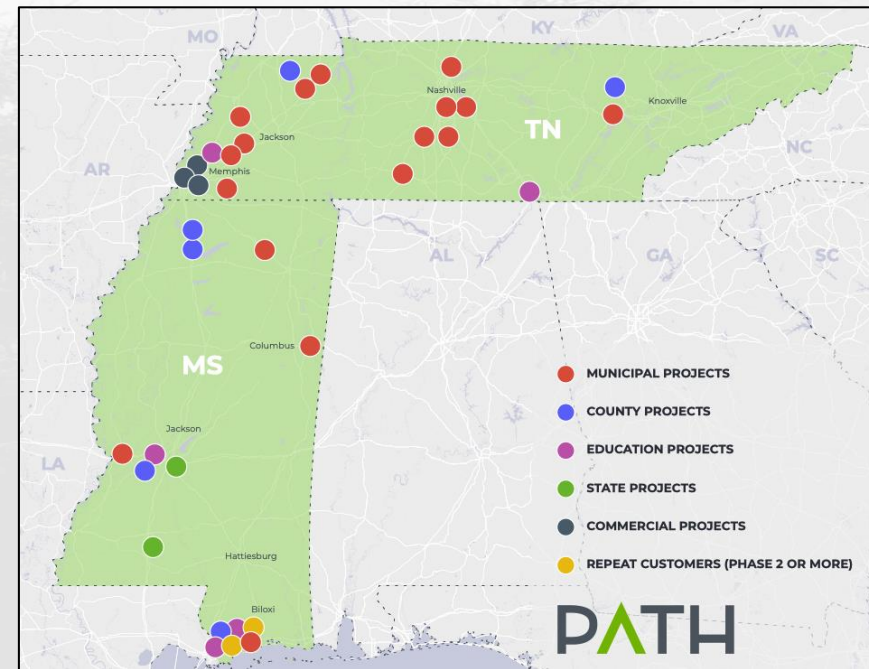 MO
KY
VA
Nashville
Knoxville
TN
Jackson
NC
AR
Memphis
AL
GA
SC
Columbus
MS
MUNICIPAL PROJECTS
COUNTY PROJECTS
Jackson
EDUCATION PROJECTS
LA
STATE PROJECTS
COMMERCIAL PROJECTS
Hattiesburg
REPEAT CUSTOMERS (PHASE 2 OR MORE)
Biloxi
PATH